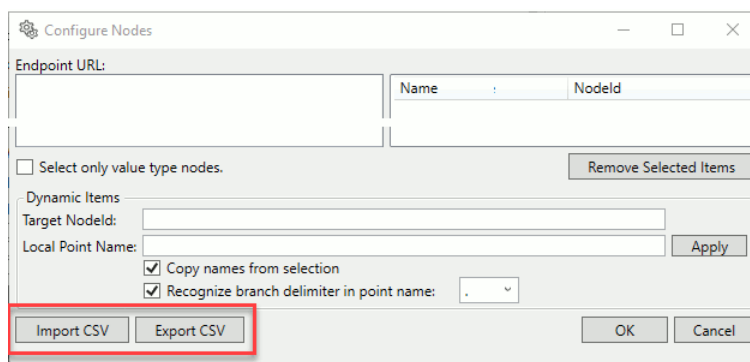 Configure Nodes
Endpoint URL:
Name NodeId
Select only value type nodes.
Remove Selected Items
Dynamic Items
Target NodeId:
Local Point Name:
Apply
Copy names from selection
Recognize branch delimiter in point name: .
Import CSV Export CSV OK Cancel